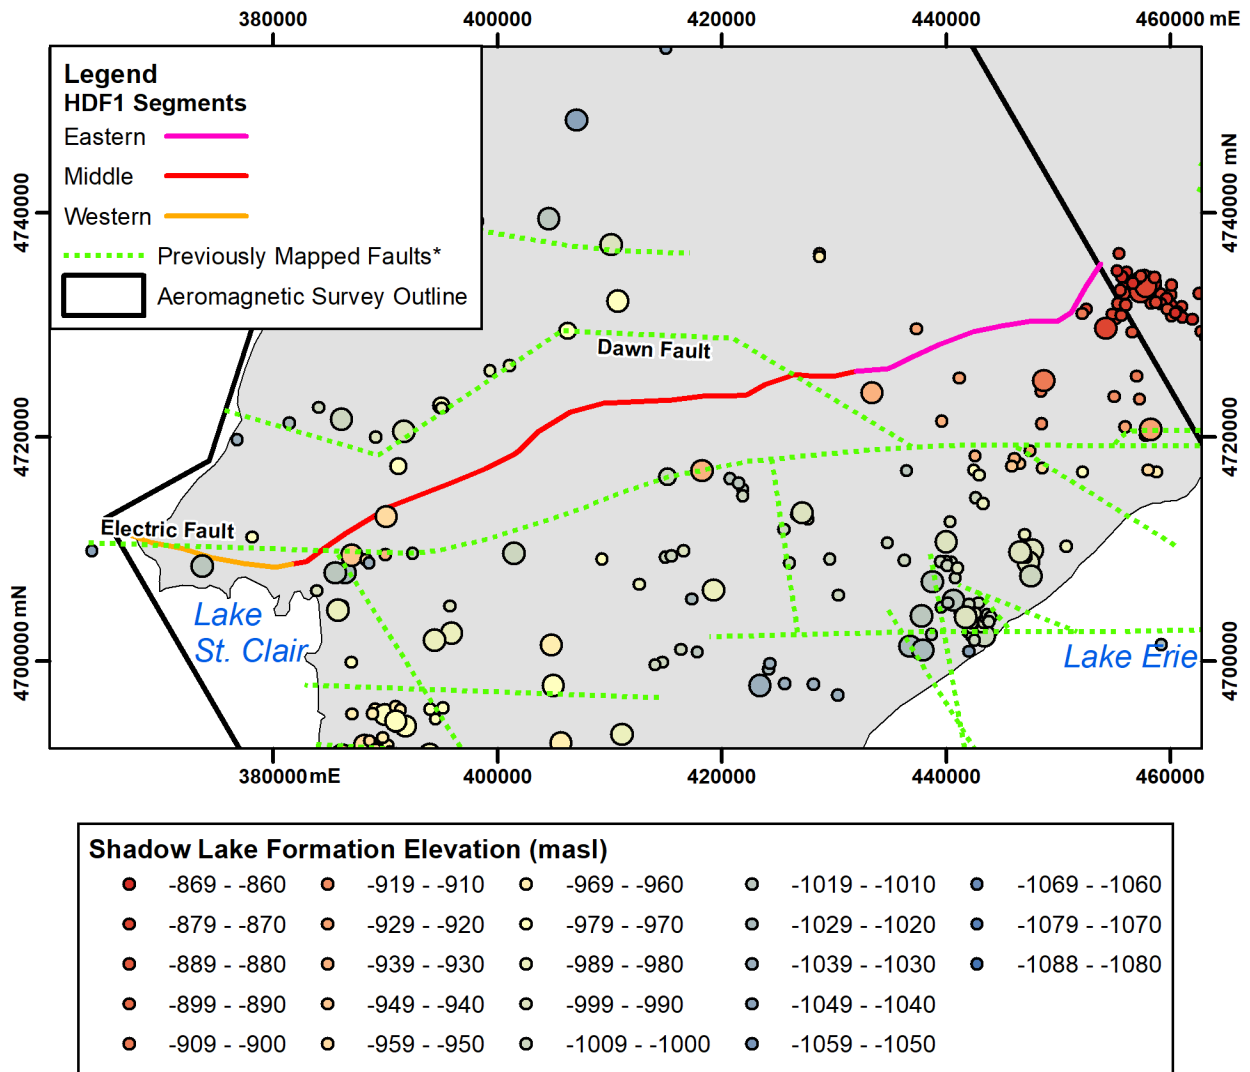 380000
400000
420000
440000
460000 mE
Legend
HDF1 Segments
Eastern
Middle
Western
Previously Mapped Faults*
Aeromagnetic Survey Outline
4740000
4720000
4700000 mN
4740000 mN
4720000
4700000
Dawn Fault
Electric Fault
Lake
St. Clair
Lake Erie
380000 mE
400000
420000
440000
460000
Shadow Lake Formation Elevation (masl)
-869 - -860 -919 - -910 -969 - -960 -1019 - -1010 -1069 - -1060
-879 - -870 -929 - -920 -979 - -970 -1029 - -1020 -1079 - -1070
-889 - -880 -939 - -930 -989 - -980 -1039 - -1030 -1088 - -1080
-899 - -890 -949 - -940 -999 - -990 -1049 - -1040
-909 - -900 -959 - -950 -1009 - -1000 -1059 - -1050